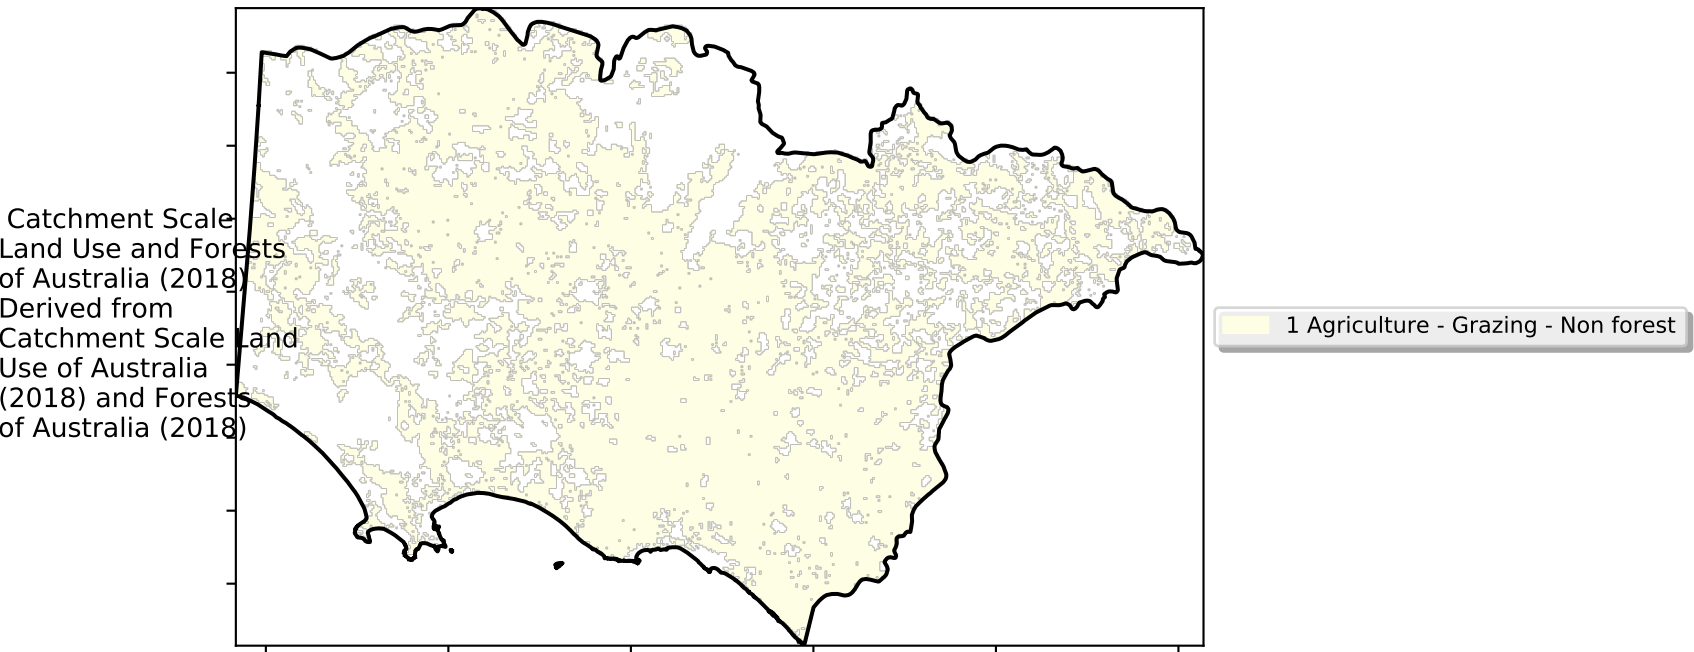 Catchment Scale
Land Use and Forests
of Australia (2018)
Derived from
Catchment Scale Land
Use of Australia
(2018) and Forests
of Australia (2018)
1 Agriculture - Grazing - Non forest